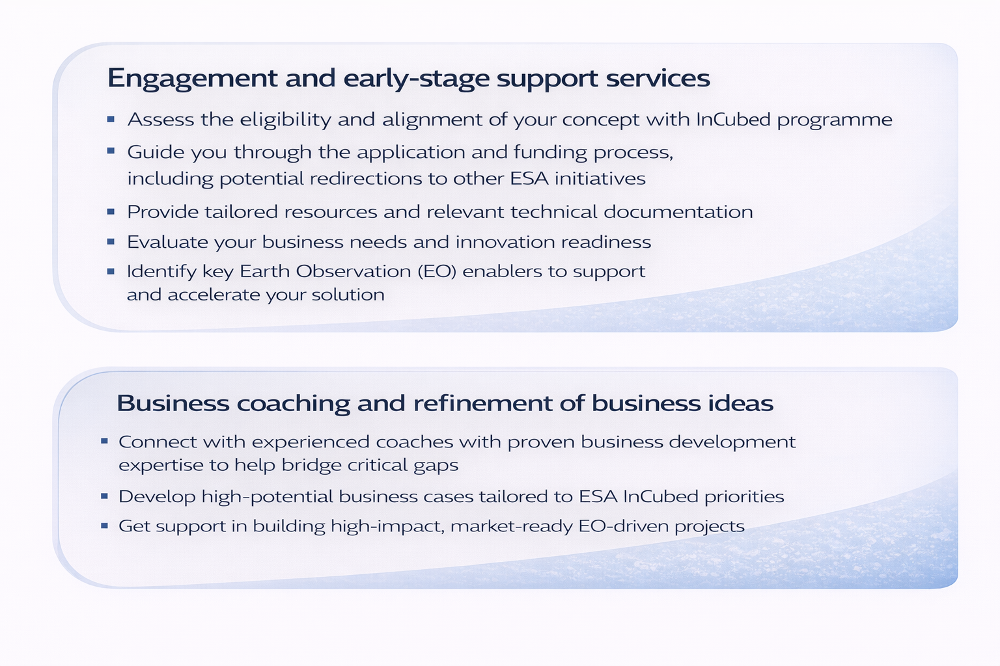 Engagement and early-stage support services
▪ Assess the eligibility and alignment of your concept with InCubed programme
▪ Guide you through the application and funding process,
including potential redirections to other ESA initiatives
▪ Provide tailored resources and relevant technical documentation
▪ Evaluate your business needs and innovation readiness
▪ Identify key Earth Observation (EO) enablers to support
and accelerate your solution
Business coaching and refinement of business ideas
▪ Connect with experienced coaches with proven business development
expertise to help bridge critical gaps
▪ Develop high-potential business cases tailored to ESA InCubed priorities
▪ Get support in building high-impact, market-ready EO-driven projects